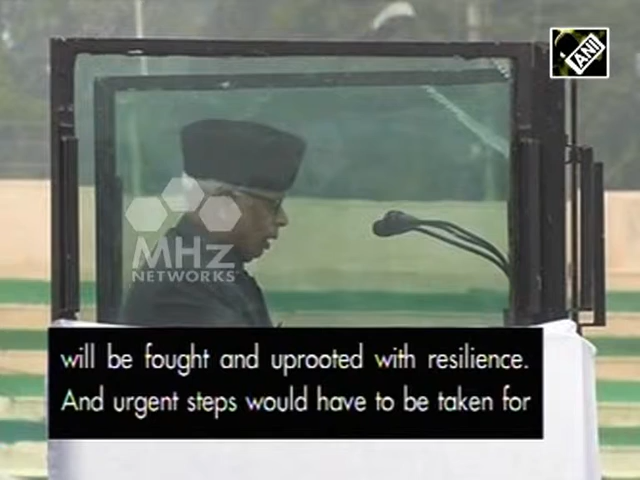 ANI
MHz
NETWORKS
will be fought and uprooted with resilience.
And urgent steps would have to be taken for